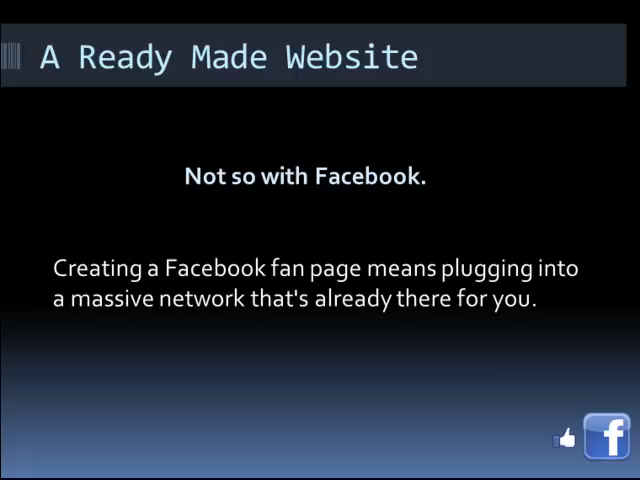 A Ready Made Website
Not so with Facebook.
Creating a Facebook fan page means plugging into
a massive network that's already there for you.
f